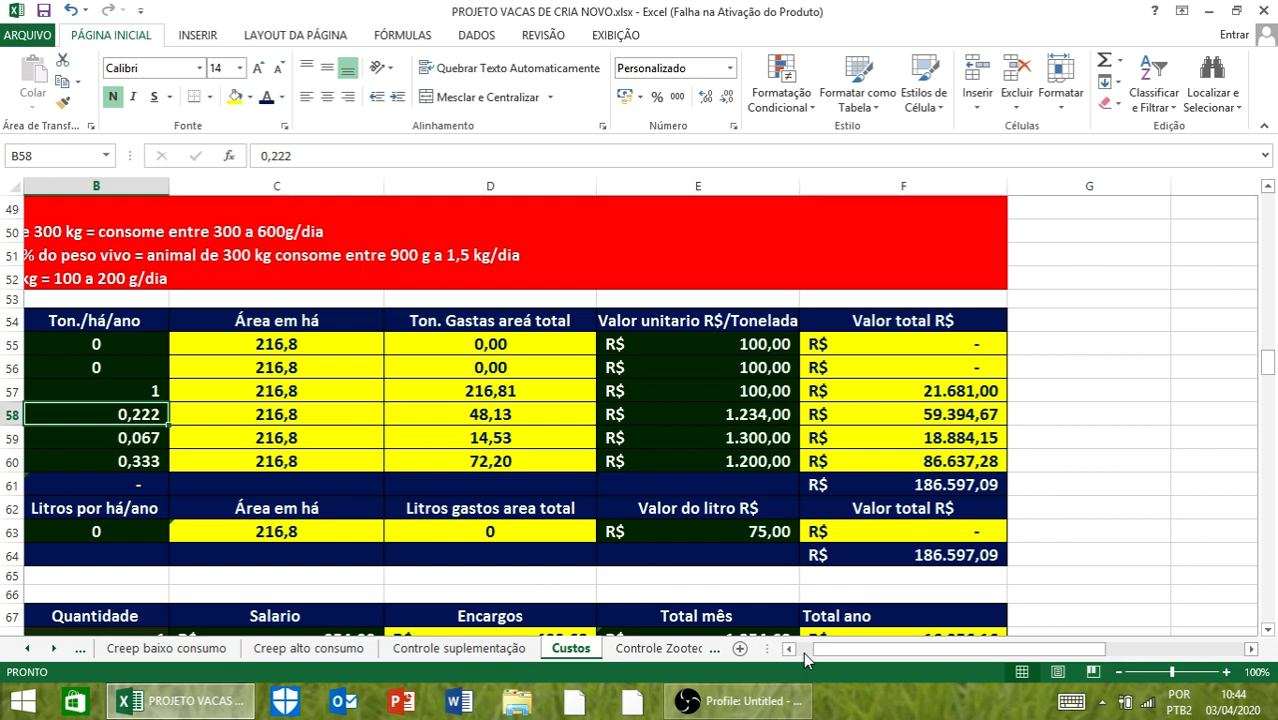 PROJETO VACAS DE CRIA NOVO.xlsx - Excel (Falha na Ativação do Produto)
ARQUIVO PÁGINA INICIAL INSERIR LAYOUT DA PÁGINA FÓRMULAS DADOS REVISÃO EXIBIÇÃO Entrar
Colar
Calibri 14
N I S
Quebrar Texto Automaticamente
Mesclar e Centralizar
Personalizado
% 000
Formatação Condicional
Formatar como Tabela
Estilos de Célula
Inserir Excluir Formatar
Classificar e Filtrar
Localizar e Selecionar
Área de Transf... Fonte Alinhamento Número Estilo Células Edição
B58 fx 0,222
B C D E F G
49
50 e 300 kg = consome entre 300 a 600g/dia
51 % do peso vivo = animal de 300 kg consome entre 900 g a 1,5 kg/dia
52 kg = 100 a 200 g/dia
53
54 Ton./há/ano Área em há Ton. Gastas areá total Valor unitario R$/Tonelada Valor total R$
55 0 216,8 0,00 R$ 100,00 R$ -
56 0 216,8 0,00 R$ 100,00 R$ -
57 1 216,8 216,81 R$ 100,00 R$ 21.681,00
58 0,222 216,8 48,13 R$ 1.234,00 R$ 59.394,67
59 0,067 216,8 14,53 R$ 1.300,00 R$ 18.884,15
60 0,333 216,8 72,20 R$ 1.200,00 R$ 86.637,28
61 - R$ 186.597,09
62 Litros por há/ano Área em há Litros gastos area total Valor do litro R$ Valor total R$
63 0 216,8 0 R$ 75,00 R$ -
64 R$ 186.597,09
65
66
67 Quantidade Salario Encargos Total mês Total ano
... Creep baixo consumo Creep alto consumo Controle suplementação Custos Controle Zootec ...
PRONTO 100%
PROJETO VACAS ... Profile: Untitled - ... POR 10:44
PTB2 03/04/2020